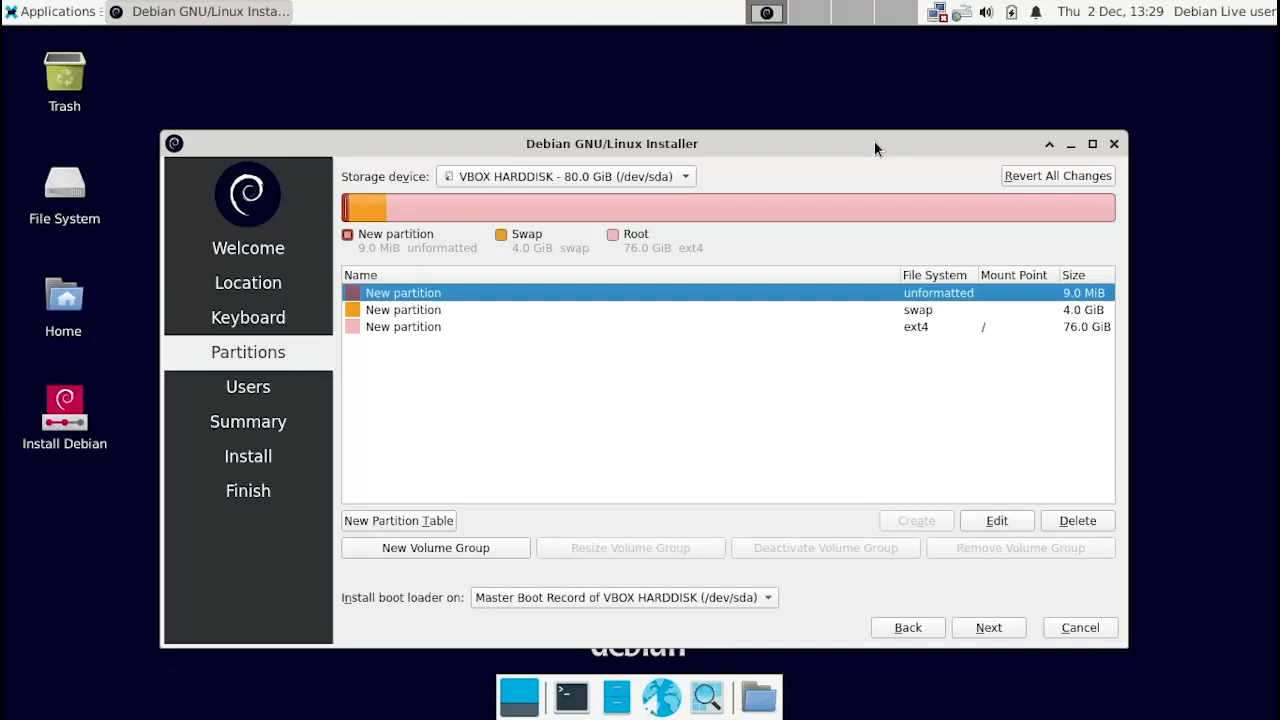 Applications
Debian GNU/Linux Insta...
Thu 2 Dec, 13:29
Debian Live user
Trash
File System
Home
Install Debian
Debian GNU/Linux Installer
Welcome
Location
Keyboard
Partitions
Users
Summary
Install
Finish
Storage device: VBOX HARDDISK - 80.0 GiB (/dev/sda)
Revert All Changes
New partition Swap Root
9.0 MiB unformatted 4.0 GiB swap 76.0 GiB ext4
Name File System Mount Point Size
New partition unformatted 9.0 MiB
New partition swap 4.0 GiB
New partition ext4 / 76.0 GiB
New Partition Table Create Edit Delete
New Volume Group Resize Volume Group Deactivate Volume Group Remove Volume Group
Install boot loader on: Master Boot Record of VBOX HARDDISK (/dev/sda)
Back Next Cancel
debian